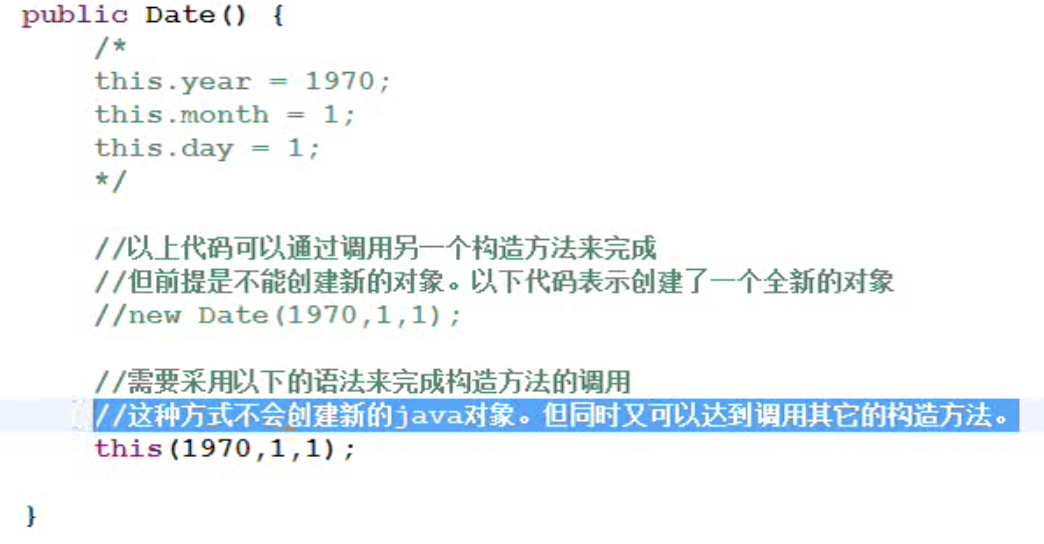 public Date() {
/*
this.year = 1970;
this.month = 1;
this.day = 1;
*/
//以上代码可以通过调用另一个构造方法来完成
//但前提是不能创建新的对象。以下代码表示创建了一个全新的对象
//new Date(1970,1,1);
//需要采用以下的语法来完成构造方法的调用
//这种方式不会创建新的java对象。但同时又可以达到调用其它的构造方法。
this(1970,1,1);
}